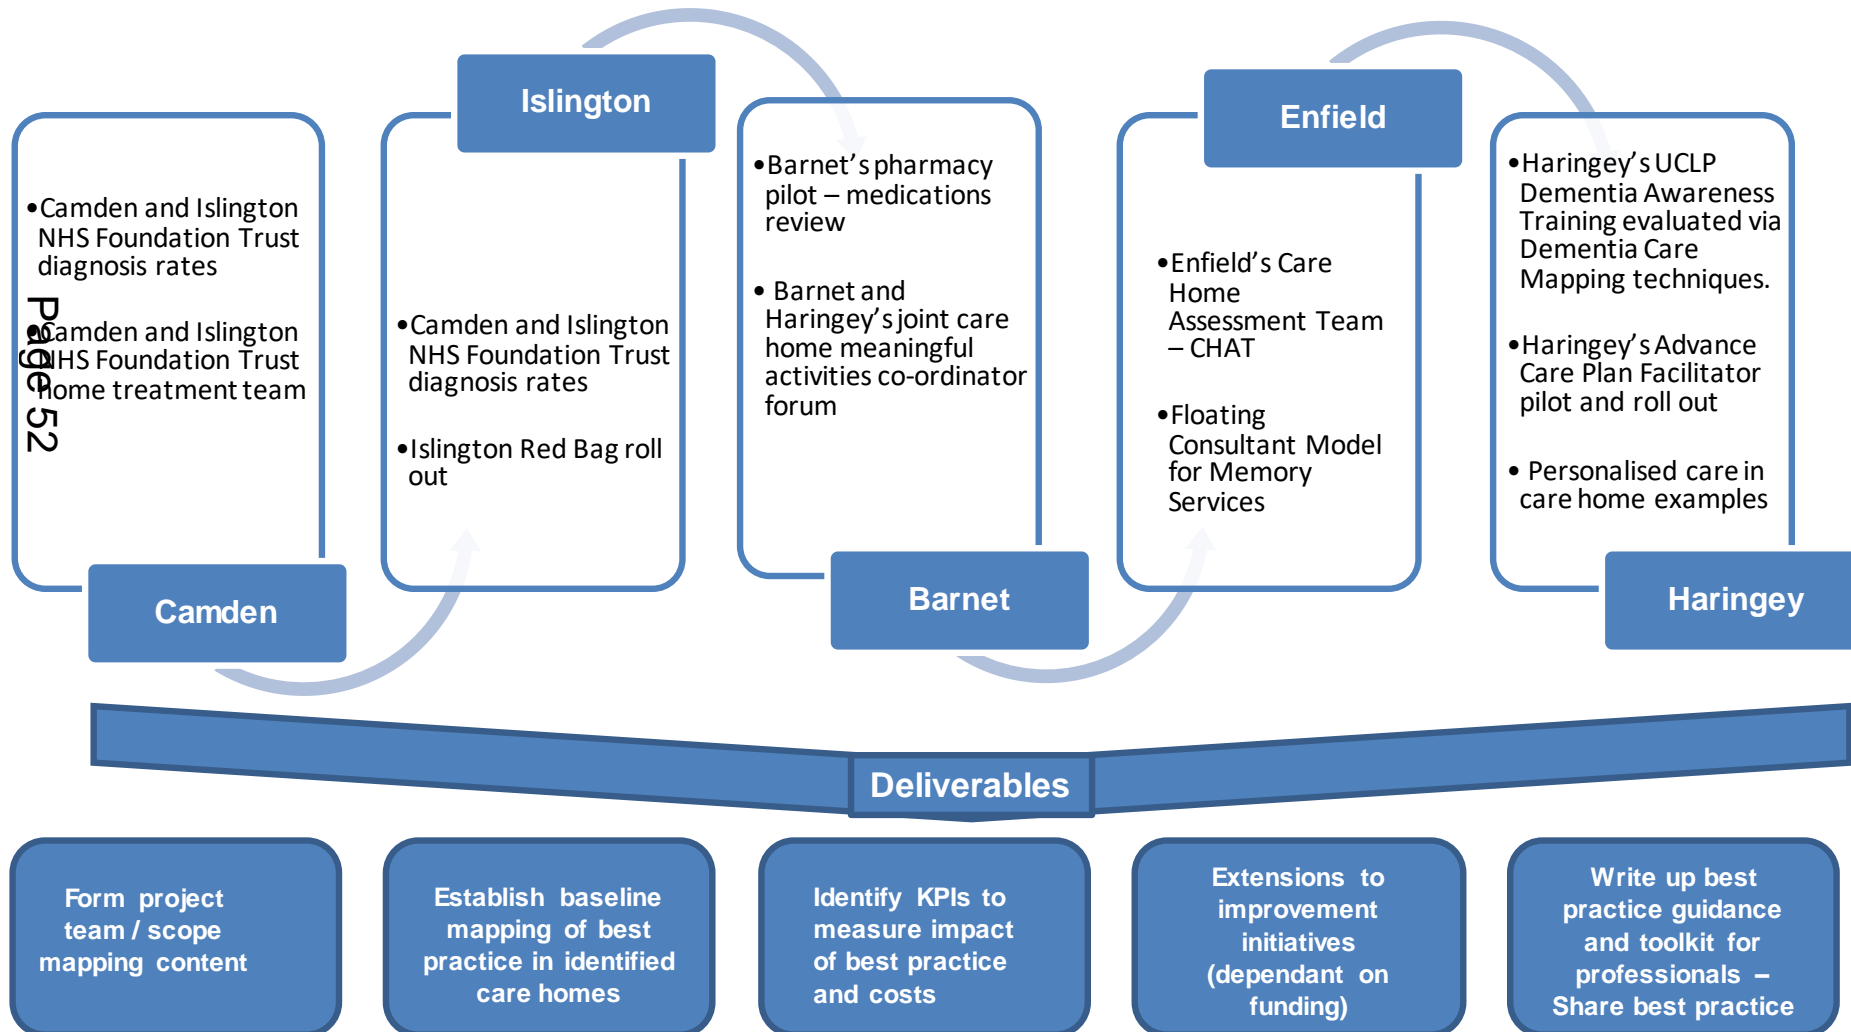 •Camden and Islington
NHS Foundation Trust
diagnosis rates
•Camden and Islington
NHS Foundation Trust
home treatment team
Page 52
Camden
Islington
•Camden and Islington
NHS Foundation Trust
diagnosis rates
•Islington Red Bag roll
out
•Barnet’s pharmacy
pilot – medications
review
• Barnet and
Haringey’s joint care
home meaningful
activities co-ordinator
forum
Barnet
Enfield
•Enfield’s Care
Home
Assessment Team
– CHAT
•Floating
Consultant Model
for Memory
Services
•Haringey’s UCLP
Dementia Awareness
Training evaluated via
Dementia Care
Mapping techniques.
•Haringey’s Advance
Care Plan Facilitator
pilot and roll out
• Personalised care in
care home examples
Haringey
Deliverables
Form project
team / scope
mapping content
Establish baseline
mapping of best
practice in identified
care homes
Identify KPIs to
measure impact
of best practice
and costs
Extensions to
improvement
initiatives
(dependant on
funding)
Write up best
practice guidance
and toolkit for
professionals –
Share best practice